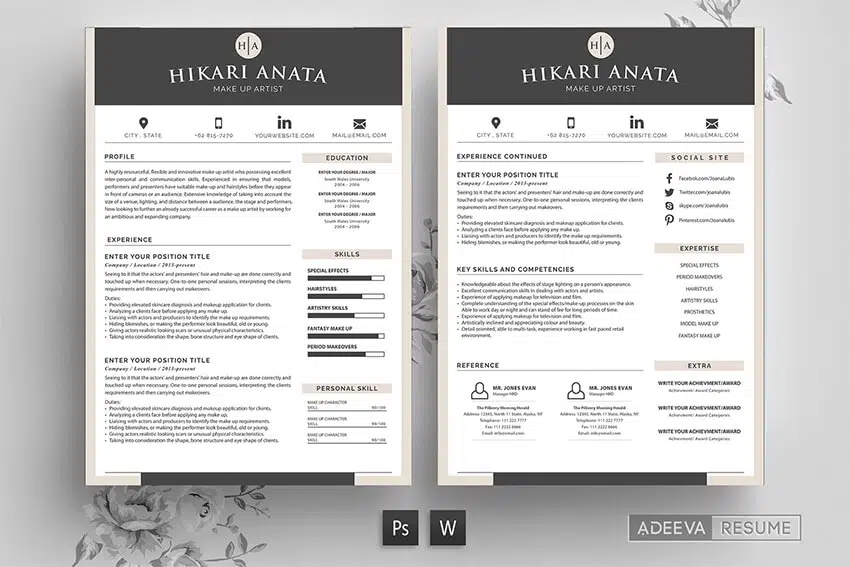 H|A
HIKARI ANATA
MAKE UP ARTIST
CITY , STATE
+62 815-7270
YOURWEBSITE.COM
MAIL@EMAIL.COM
PROFILE
A highly resourceful, flexible and innovative make up artist who possessing excellent
inter-personal and communication skills. Experienced in ensuring that models,
performers and presenters have suitable make-up and hairstyles before they appear
in front of cameras or an audience. Extensive knowledge of taking into account, the
size of a venue, lighting, and distance between a audience, the stage and performers.
Now looking to further an already successful career as a make up artist by working for
an ambitious and expanding company.
EXPERIENCE
ENTER YOUR POSITION TITLE
Company / Location / 2013-present
Seeing to it that the actors' and presenters' hair and make-up are done correctly and
touched up when necessary. One-to-one personal sessions, interpreting the clients
requirements and then carrying out makeovers.
Duties:
• Providing elevated skincare diagnosis and makeup application for clients.
• Analyzing a clients face before applying any make up.
• Liaising with actors and producers to identify the make up requirements.
• Hiding blemishes, or making the performer look beautiful, old or young.
• Giving actors realistic looking scars or unusual physical characteristics.
• Taking into consideration the shape, bone structure and eye shape of clients.
ENTER YOUR POSITION TITLE
Company / Location / 2013-present
Seeing to it that the actors' and presenters' hair and make-up are done correctly and
touched up when necessary. One-to-one personal sessions, interpreting the clients
requirements and then carrying out makeovers.
Duties:
• Providing elevated skincare diagnosis and makeup application for clients.
• Analyzing a clients face before applying any make up.
• Liaising with actors and producers to identify the make up requirements.
• Hiding blemishes, or making the performer look beautiful, old or young.
• Giving actors realistic looking scars or unusual physical characteristics.
• Taking into consideration the shape, bone structure and eye shape of clients.
EDUCATION
ENTER YOUR DEGREE / MAJOR
South Wales University
2004 - 2006
ENTER YOUR DEGREE / MAJOR
South Wales University
2004 - 2006
ENTER YOUR DEGREE / MAJOR
South Wales University
2004 - 2006
SKILLS
SPECIAL EFFECTS
HAIRSTYLES
ARTISTRY SKILLS
FANTASY MAKE UP
PERIOD MAKEOVERS
PERSONAL SKILL
MAKE UP CHARACTER
SKILL 90/100
MAKE UP CHARACTER
SKILL 90/100
MAKE UP CHARACTER
SKILL 90/100
H|A
HIKARI ANATA
MAKE UP ARTIST
CITY , STATE
+62 815-7270
YOURWEBSITE.COM
MAIL@EMAIL.COM
EXPERIENCE CONTINUED
ENTER YOUR POSITION TITLE
Company / Location / 2013-present
Seeing to it that the actors' and presenters' hair and make-up are done correctly and
touched up when necessary. One-to-one personal sessions, interpreting the clients
requirements and then carrying out makeovers.
Duties:
• Providing elevated skincare diagnosis and makeup application for clients.
• Analyzing a clients face before applying any make up.
• Liaising with actors and producers to identify the make up requirements.
• Hiding blemishes, or making the performer look beautiful, old or young.
KEY SKILLS AND COMPETENCIES
• Knowledgeable about the effects of stage lighting on a person's appearance.
• Excellent communication skills in dealing with actors and artists.
• Experience of applying makeup for television and film.
• Complete understanding of the special effects/make-up processes on the skin
Able to work day or night and can stand of fee for long periods of time.
• Experience of applying makeup for television and film.
• Artistically inclined and appreciating colour and beauty.
• Detail oriented, able to multi-task, experience working in fast paced retail
environment.
REFERENCE
MR. JONES EVAN
Manager HRD
The Pilbony Morning Herald
Address: 12345, North 11 State. Alaska, NY
Telephone: 111 222 7777
Fax: 111 2222 8888
Email: info@mail.com
MR. JONES EVAN
Manager HRD
The Pilbony Morning Herald
Address: 12345, North 11 State. Alaska, NY
Telephone: 111 222 7777
Fax: 111 2222 8888
Email: info@mail.com
SOCIAL SITE
Facebook.com/Joanalubis
Twitter.com/Joanalubis
skype.com/Joanalubis
Pinterest.com/Joanalubis
EXPERTISE
SPECIAL EFFECTS
PERIOD MAKEOVERS
HAIRSTYLES
ARTISTRY SKILLS
PROSTHETICS
MODEL MAKE UP
FANTASY MAKE UP
EXTRA
WRITE YOUR ACHIEVMENT/AWARD
Achievment/ Award Categories
WRITE YOUR ACHIEVMENT/AWARD
Achievment/ Award Categories
WRITE YOUR ACHIEVMENT/AWARD
Achievment/ Award Categories
Ps
W
ADEEVA RESUME